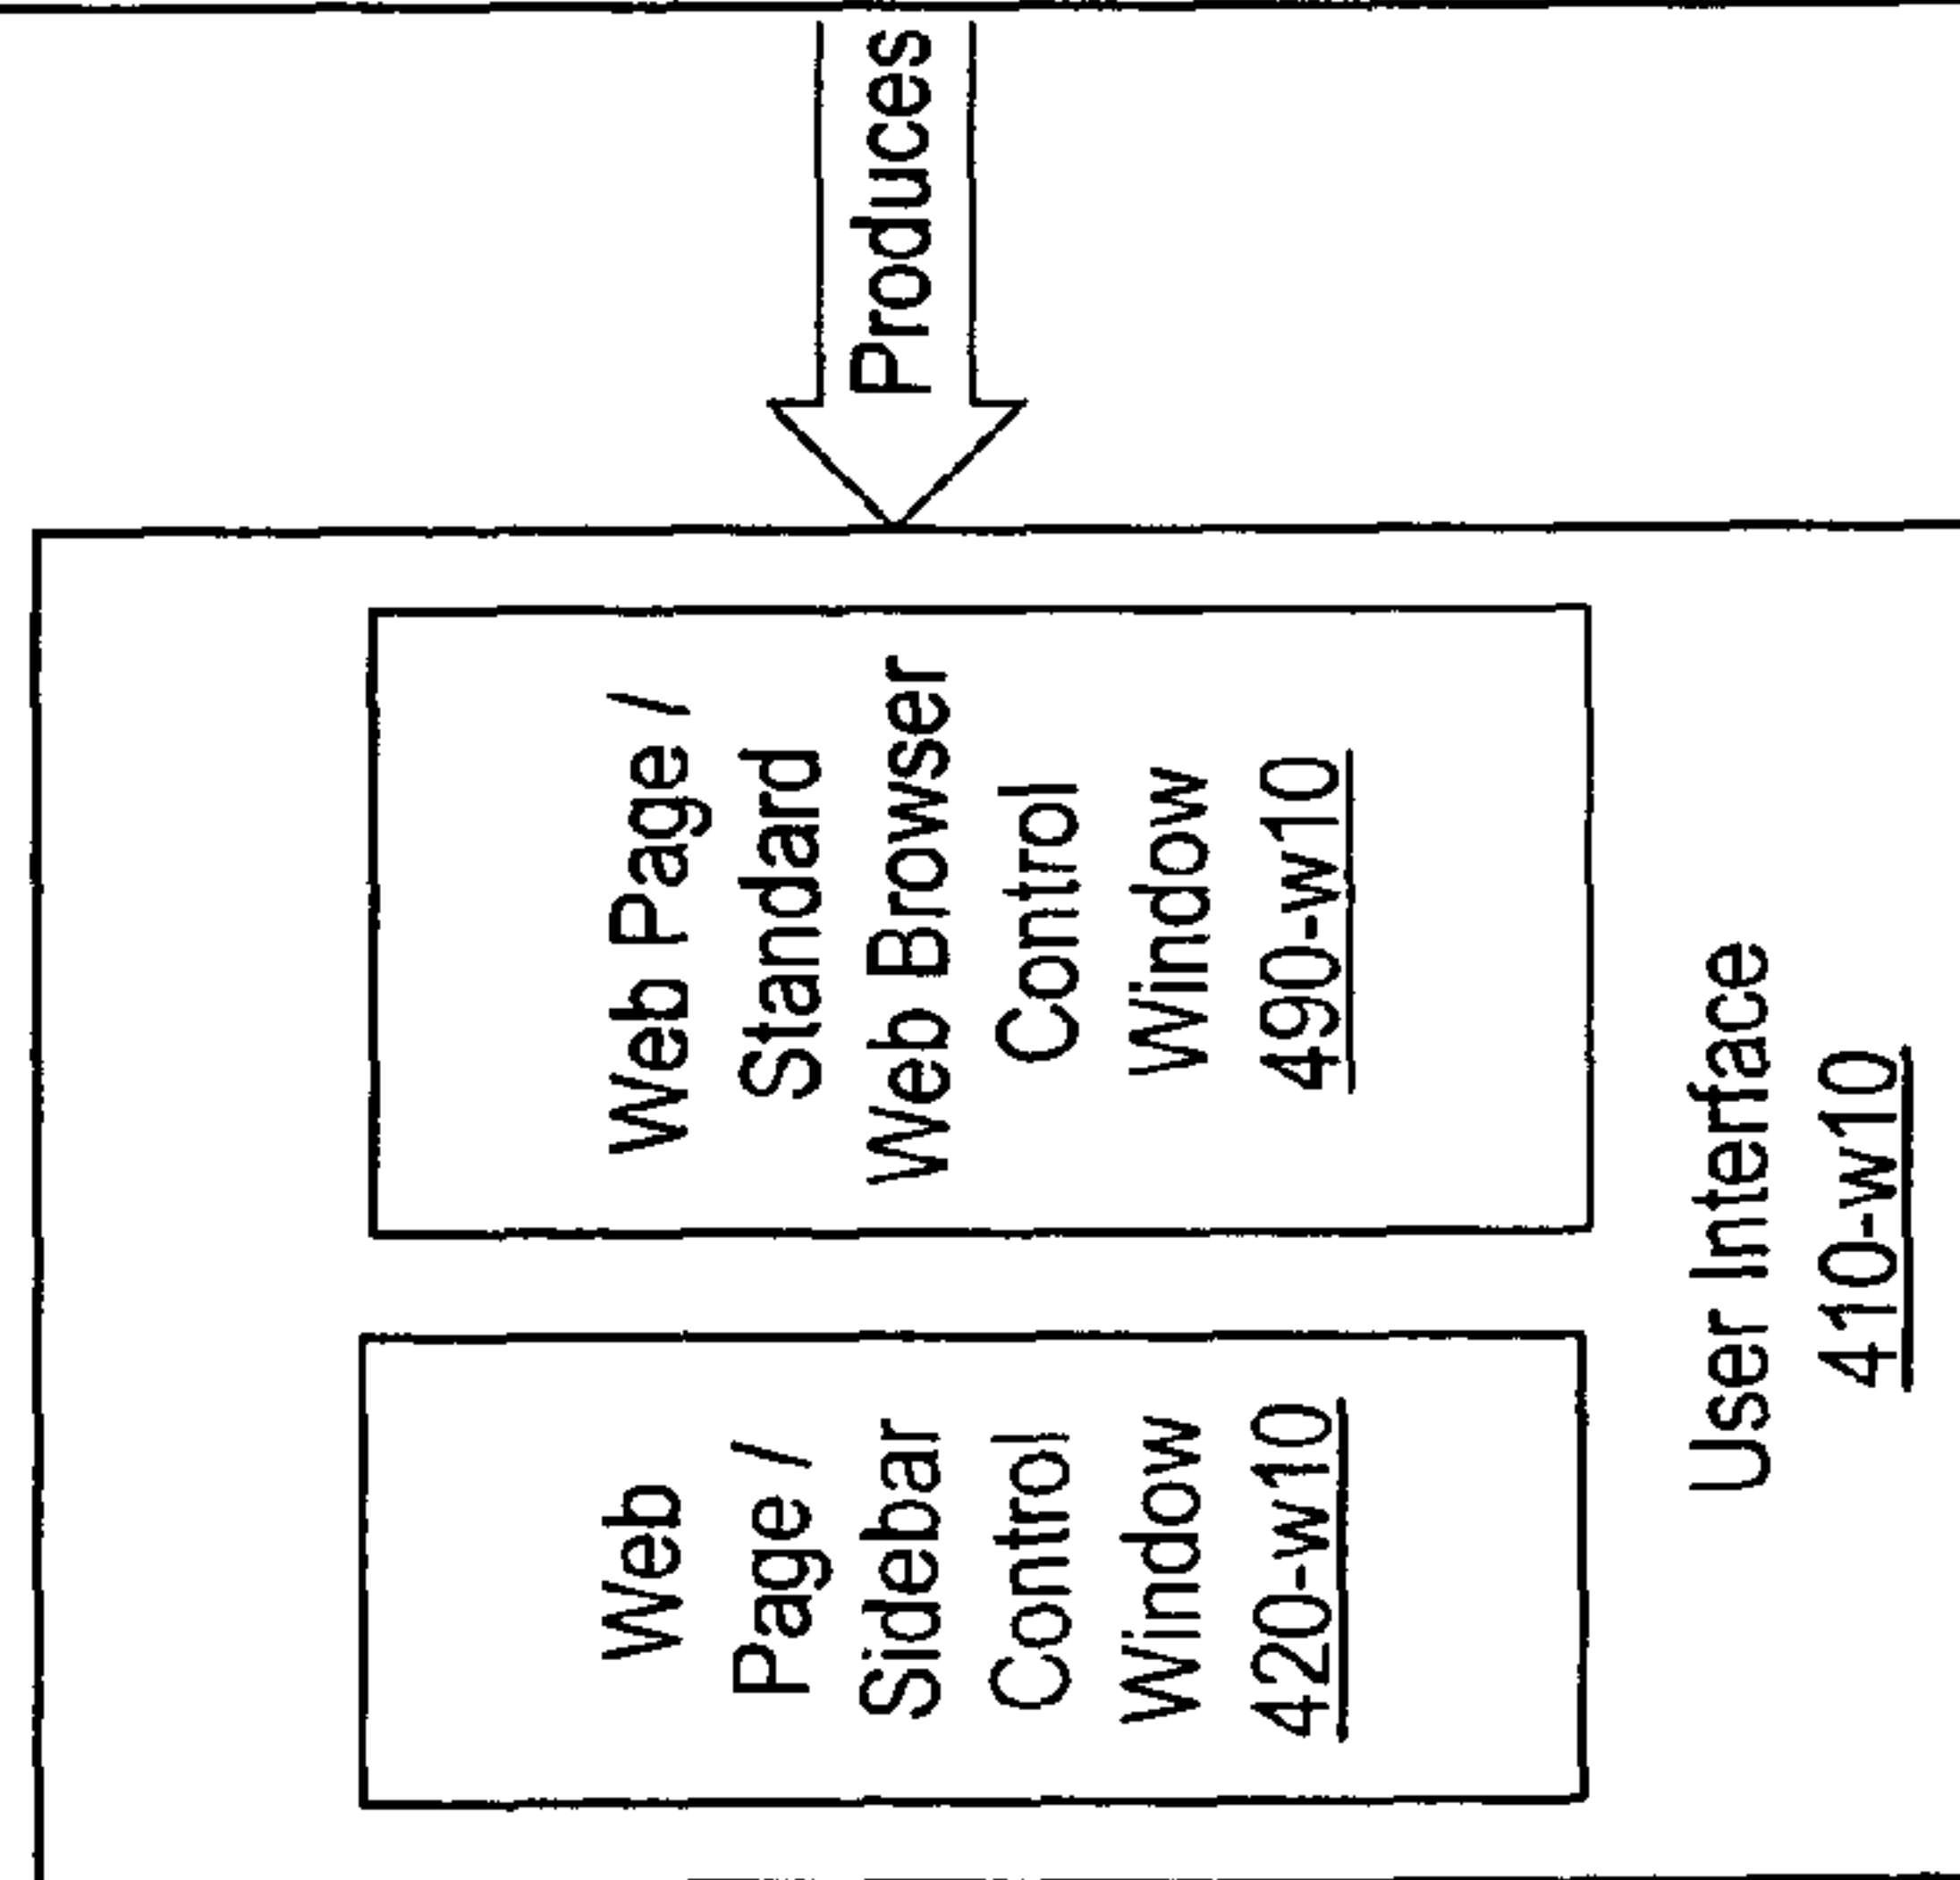 Produces
Web Page /
Standard
Web Browser
Control
Window
490-w10
Web
Page /
Sidebar
Control
Window
420-w10
User Interface
410-w10